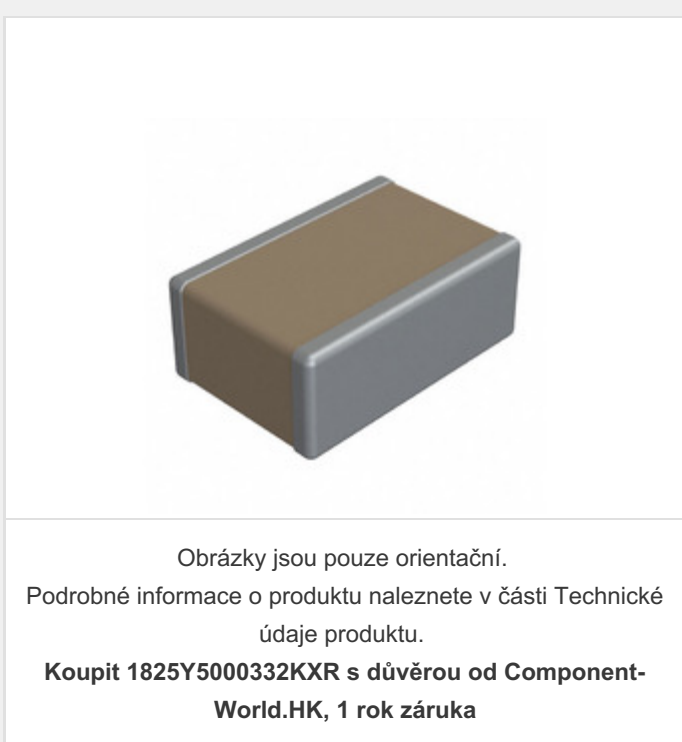 Obrázky jsou pouze orientační.
Podrobné informace o produktu naleznete v části Technické
údaje produktu.
Koupit 1825Y5000332KXR s důvěrou od Component-
World.HK, 1 rok záruka